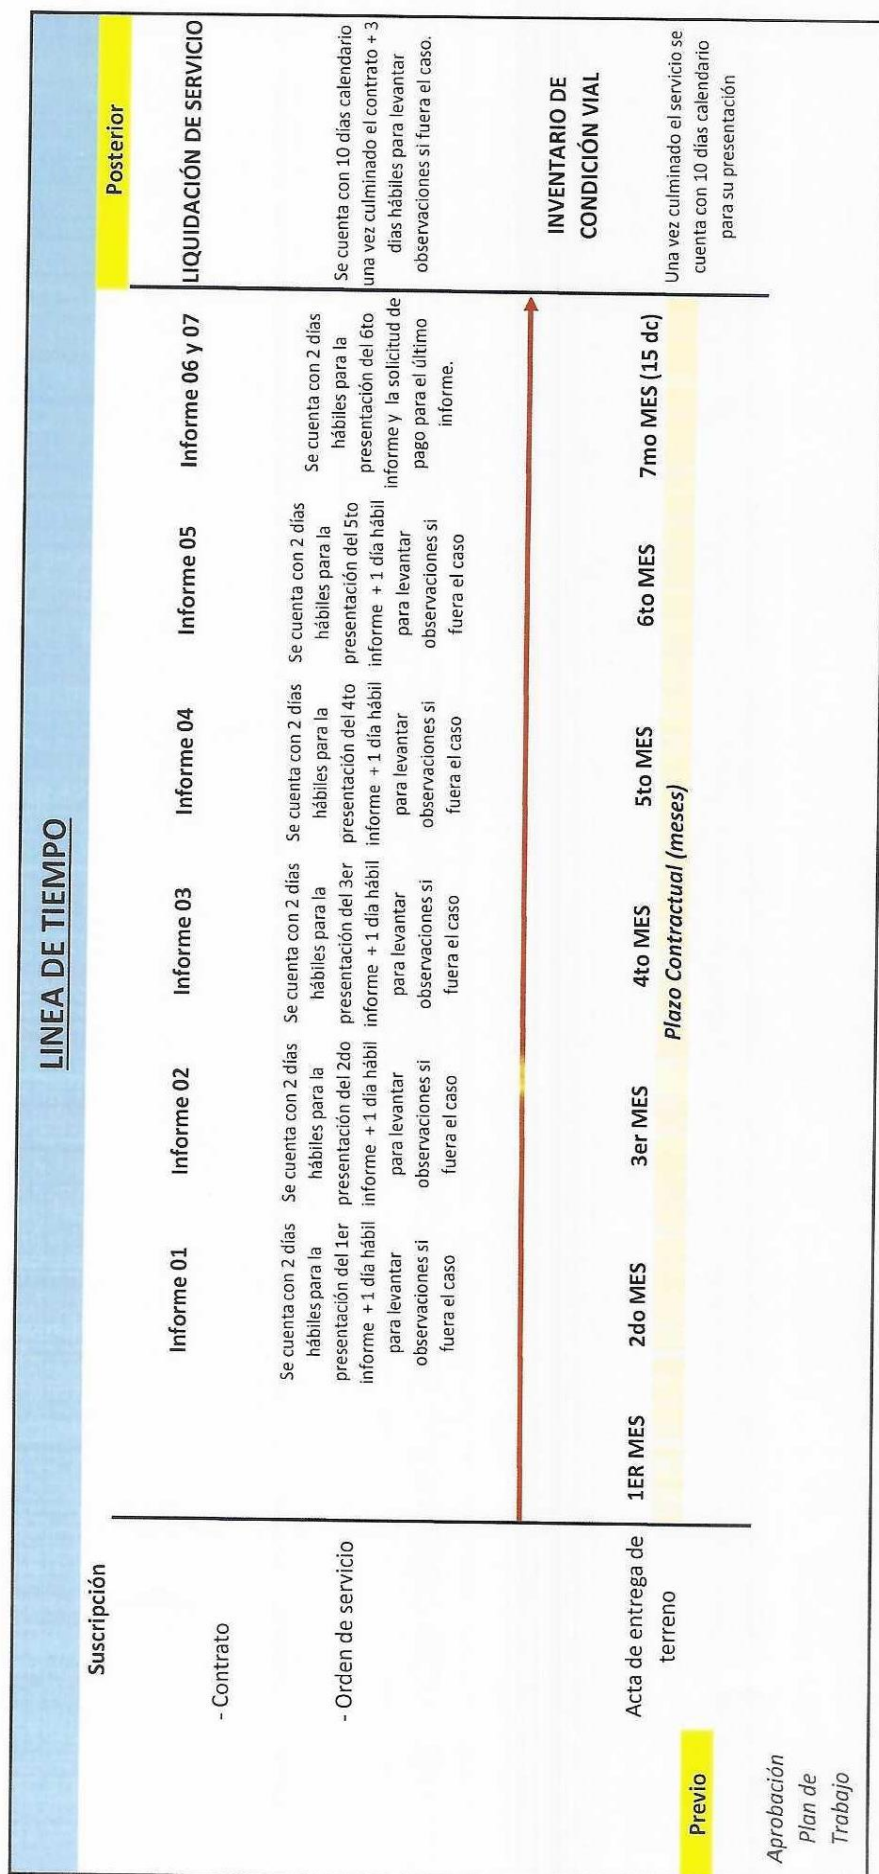 LINEA DE TIEMPO
Suscripción
- Contrato
- Orden de servicio
Acta de entrega de
terreno
Previo
Aprobación
Plan de
Trabajo
Informe 01
Se cuenta con 2 días
hábiles para la
presentación del 1er
informe + 1 día hábil
para levantar
observaciones si
fuera el caso
Informe 02
Se cuenta con 2 días
hábiles para la
presentación del 2do
informe + 1 día hábil
para levantar
observaciones si
fuera el caso
Informe 03
Se cuenta con 2 días
hábiles para la
presentación del 3er
informe + 1 día hábil
para levantar
observaciones si
fuera el caso
Informe 04
Se cuenta con 2 días
hábiles para la
presentación del 4to
informe + 1 día hábil
para levantar
observaciones si
fuera el caso
Informe 05
Se cuenta con 2 días
hábiles para la
presentación del 5to
informe + 1 día hábil
para levantar
observaciones si
fuera el caso
Informe 06 y 07
Se cuenta con 2 días
hábiles para la
presentación del 6to
informe y la solicitud de
pago para el último
informe.
1ER MES
2do MES
3er MES
4to MES
5to MES
6to MES
7mo MES (15 dc)
Plazo Contractual (meses)
Posterior
LIQUIDACIÓN DE SERVICIO
Se cuenta con 10 días calendario
una vez culminado el contrato + 3
días hábiles para levantar
observaciones si fuera el caso.
INVENTARIO DE
CONDICIÓN VIAL
Una vez culminado el servicio se
cuenta con 10 días calendario
para su presentación